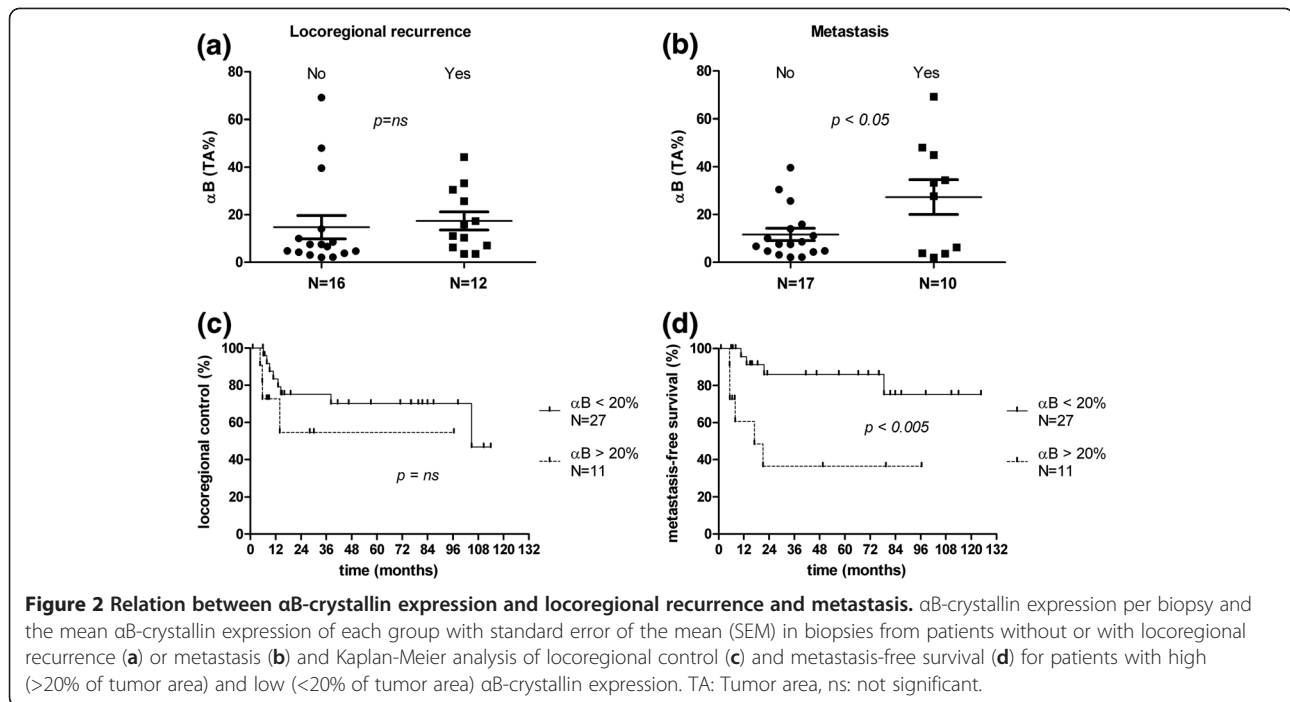 (a)
Locoregional recurrence
No
Yes
p=ns
αB (TA%)
80
60
40
20
0
N=16
N=12
(b)
Metastasis
No
Yes
p < 0.05
αB (TA%)
80
60
40
20
0
N=17
N=10
(c)
locoregional control (%)
100
80
60
40
20
0
p = ns
αB < 20%
N=27
αB > 20%
N=11
0 12 24 36 48 60 72 84 96 108 120 132
time (months)
(d)
metastasis-free survival (%)
100
80
60
40
20
0
p < 0.005
αB < 20%
N=27
αB > 20%
N=11
0 12 24 36 48 60 72 84 96 108 120 132
time (months)
Figure 2 Relation between αB-crystallin expression and locoregional recurrence and metastasis. αB-crystallin expression per biopsy and
the mean αB-crystallin expression of each group with standard error of the mean (SEM) in biopsies from patients without or with locoregional
recurrence (a) or metastasis (b) and Kaplan-Meier analysis of locoregional control (c) and metastasis-free survival (d) for patients with high
(>20% of tumor area) and low (<20% of tumor area) αB-crystallin expression. TA: Tumor area, ns: not significant.